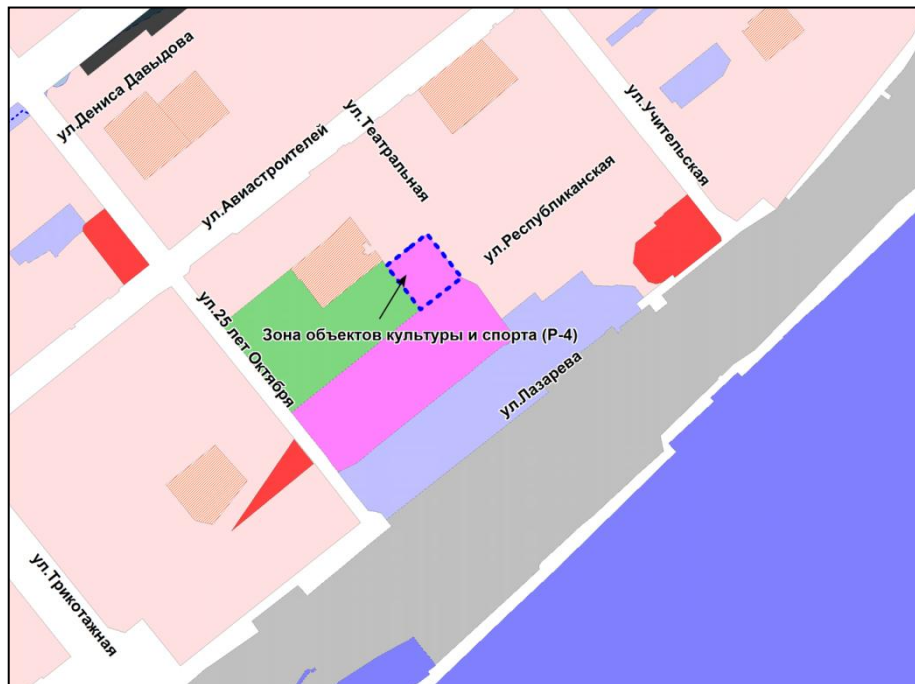 ул.Дениса Давыдова
ул.Театральная
ул.Учительская
ул.Авиастроителей
ул.Республиканская
ул.25 лет Октября
Зона объектов культуры и спорта (Р-4)
ул.Лазарева
ул.Трикотажная